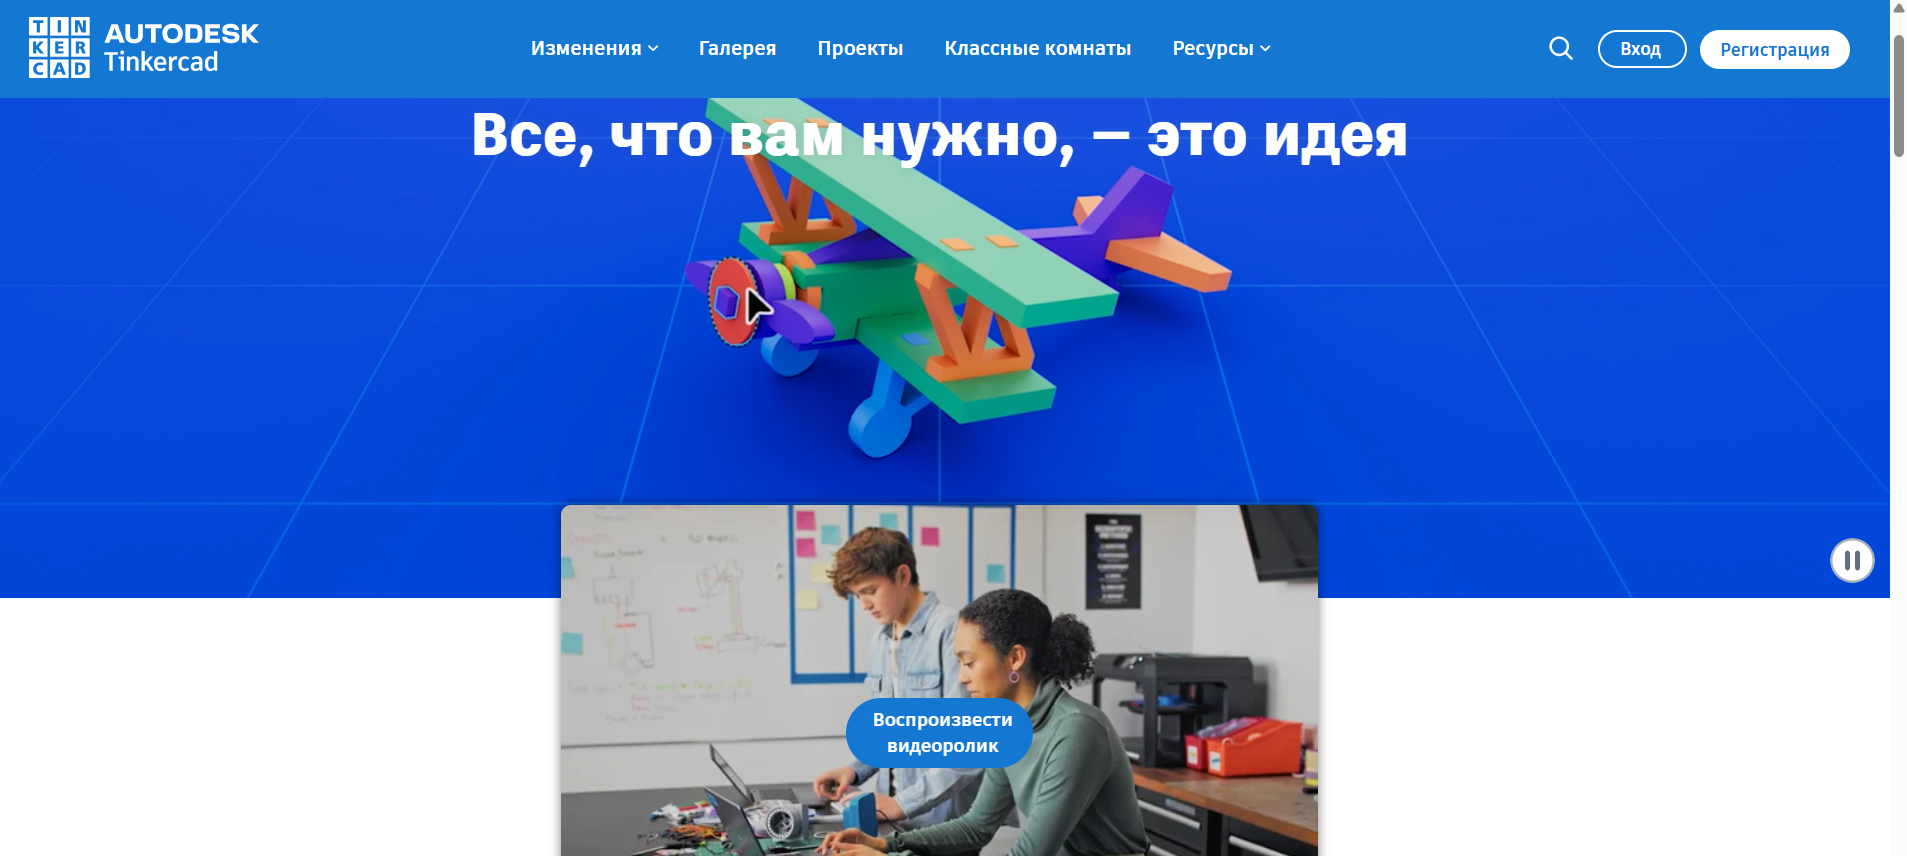 TIN
KER
CAD
AUTODESK
Tinkercad
Изменения
Галерея
Проекты
Классные комнаты
Ресурсы
Вход
Регистрация
Все, что вам нужно, – это идея
Воспроизвести
видеоролик